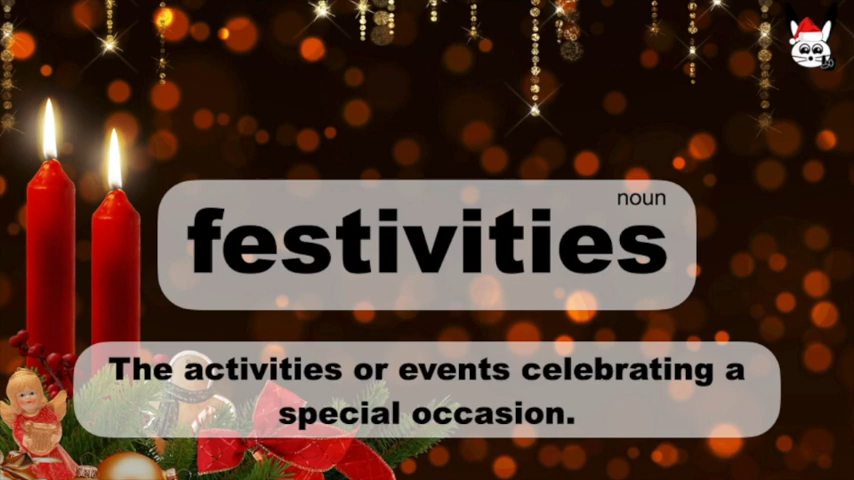 noun
festivities
The activities or events celebrating a
special occasion.